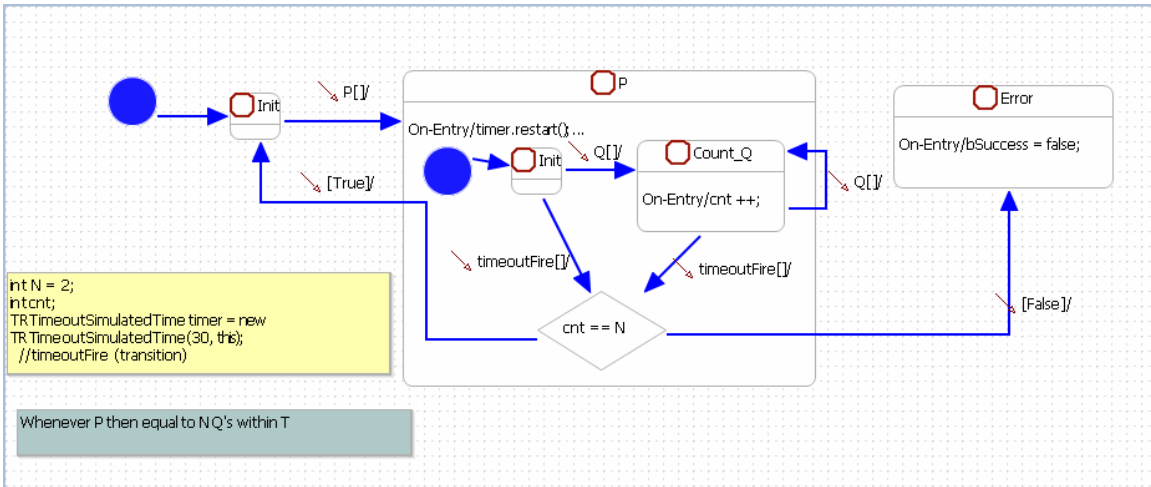 P
Error
Init
P[]/
On-Entry/timer.restart(); ...
On-Entry/bSuccess = false;
Init
Q[]/
Count_Q
[True]/
Q[]/
On-Entry/cnt ++;
timeoutFire[]/
timeoutFire[]/
int N = 2;
int cnt;
TRTimeoutSimulatedTime timer = new
TRTimeoutSimulatedTime(30, this);
//timeoutFire (transition)
cnt == N
[False]/
Whenever P then equal to N Q's within T